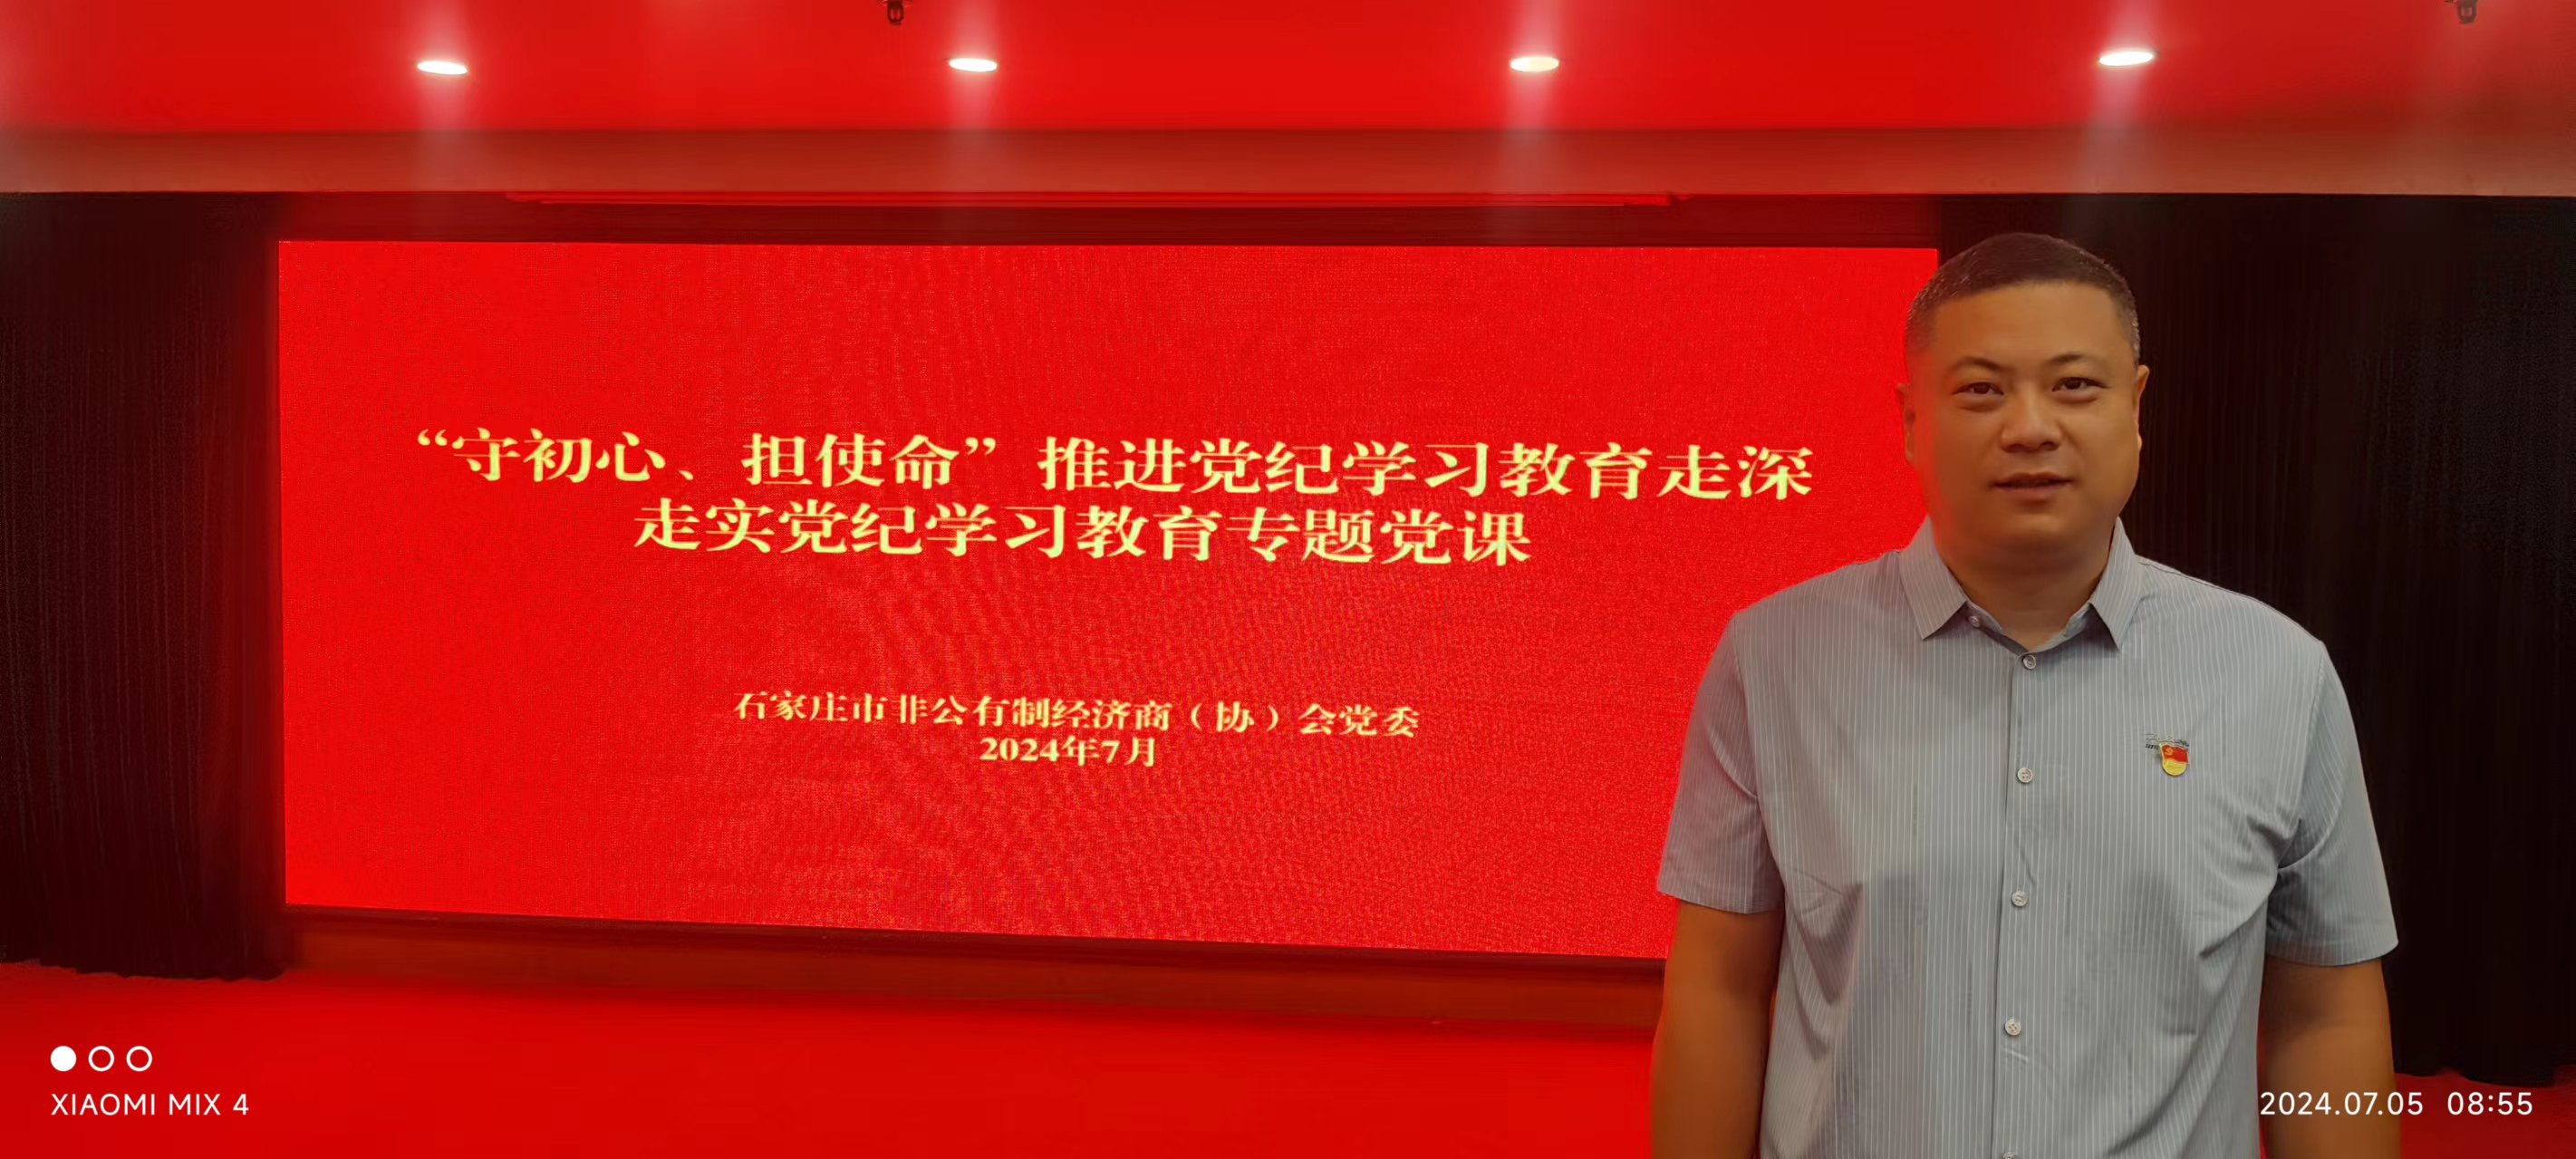 “守初心、担使命”推进党纪学习教育走深
走实党纪学习教育专题党课
石家庄市非公有制经济商（协）会党委
2024年7月
XIAOMI MIX 4
2024.07.05 08:55